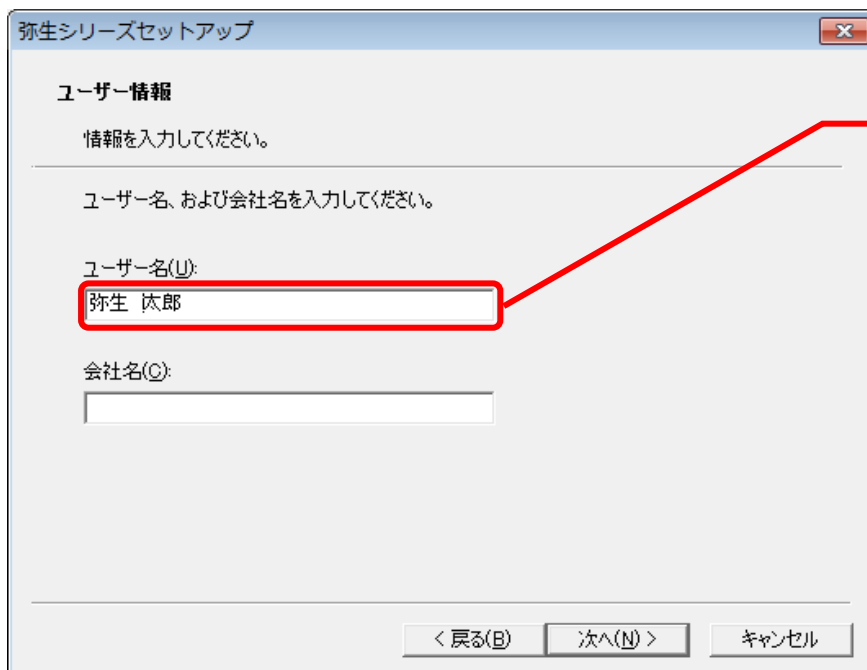 弥生シリーズセットアップ
ユーザー情報
情報を入力してください。
ユーザー名、および会社名を入力してください。
ユーザー名(U):
弥生 太郎
会社名(C):
< 戻る(B) 次へ(N) > キャンセル